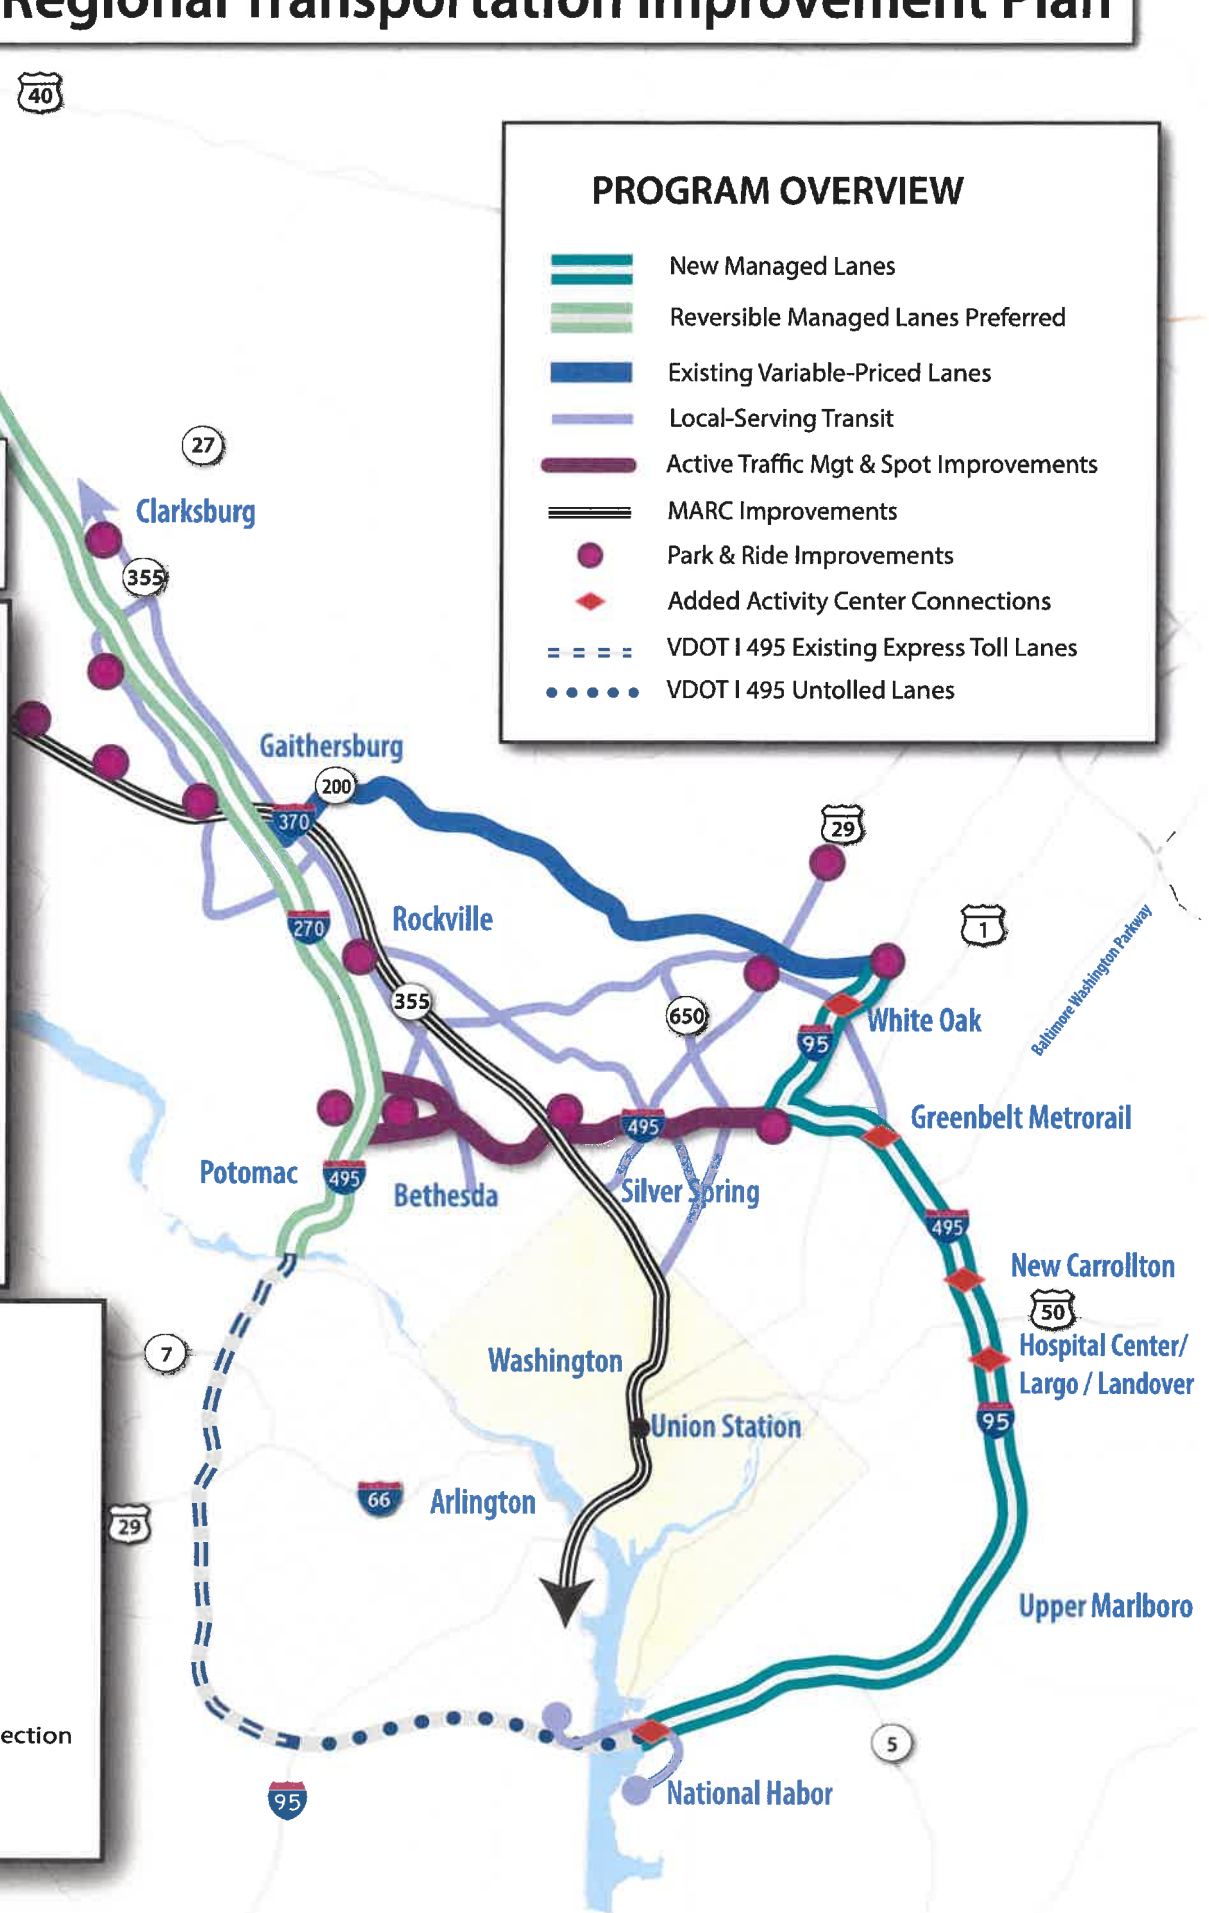 Regional Transportation Improvement Plan
40
PROGRAM OVERVIEW
New Managed Lanes
Reversible Managed Lanes Preferred
Existing Variable-Priced Lanes
Local-Serving Transit
Active Traffic Mgt & Spot Improvements
MARC Improvements
Park & Ride Improvements
Added Activity Center Connections
VDOT I 495 Existing Express Toll Lanes
VDOT I 495 Untolled Lanes
27
Clarksburg
355
Gaithersburg
200
370
29
Rockville
270
1
Baltimore Washington Parkway
355
650
White Oak
95
Greenbelt Metrorail
495
Potomac
495
Bethesda
Silver Spring
495
New Carrollton
50
7
Hospital Center/
Largo / Landover
Washington
95
Union Station
66
Arlington
29
Upper Marlboro
ection
5
95
National Habor